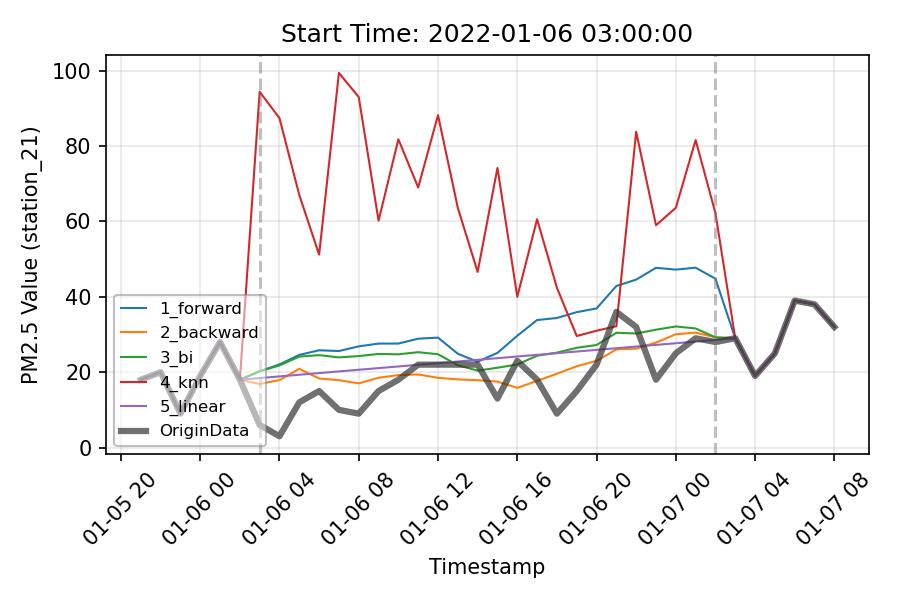 Start Time: 2022-01-06 03:00:00
PM2.5 Value (station_21)
100
80
60
40
20
0
1_forward
2_backward
3_bi
4_knn
5_linear
OriginData
01-05 20
01-06 00
01-06 04
01-06 08
01-06 12
01-06 16
01-06 20
01-07 00
01-07 04
01-07 08
Timestamp